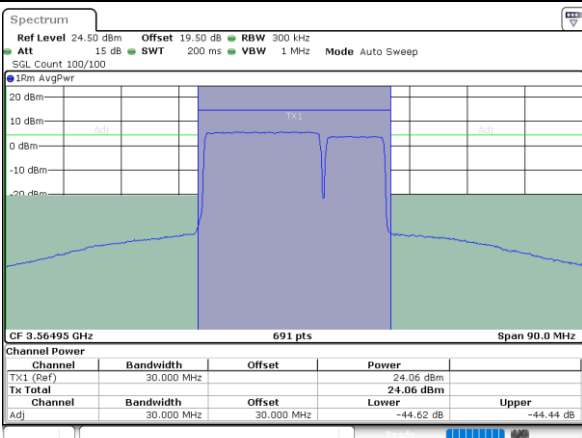 Spectrum
Ref Level 24.50 dBm Offset 19.50 dB RBW 300 kHz
Att 15 dB SWT 200 ms VBW 1 MHz Mode Auto Sweep
SGL Count 100/100
1Rm AvgPwr
20 dBm
TX1
10 dBm
Adj Adj
0 dBm
-10 dBm
-20 dBm
CF 3.56495 GHz 691 pts Span 90.0 MHz
Channel Power
Channel Bandwidth Offset Power
TX1 (Ref) 30.000 MHz 24.06 dBm
Tx Total 24.06 dBm
Channel Bandwidth Offset Lower Upper
Adj 30.000 MHz 30.000 MHz -44.62 dB -44.44 dB